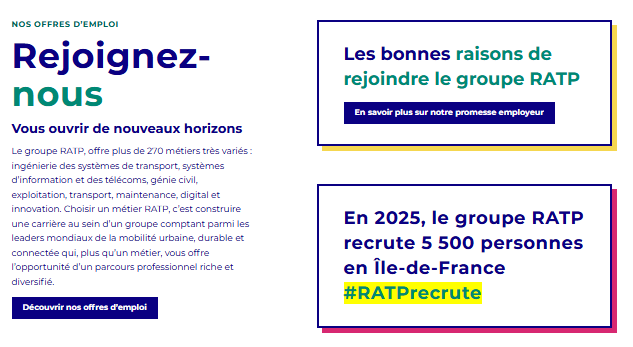 NOS OFFRES D'EMPLOI
Rejoignez-
nous
Vous ouvrir de nouveaux horizons
Le groupe RATP, offre plus de 270 métiers très variés :
ingénierie des systèmes de transport, systèmes
d'information et des télécoms, génie civil,
exploitation, transport, maintenance, digital et
innovation. Choisir un métier RATP, c'est construire
une carrière au sein d'un groupe comptant parmi les
leaders mondiaux de la mobilité urbaine, durable et
connectée qui, plus qu'un métier, vous offre
l'opportunité d'un parcours professionnel riche et
diversifié.
Découvrir nos offres d'emploi
Les bonnes raisons de
rejoindre le groupe RATP
En savoir plus sur notre promesse employeur
En 2025, le groupe RATP
recrute 5 500 personnes
en Île-de-France
#RATPrecrute